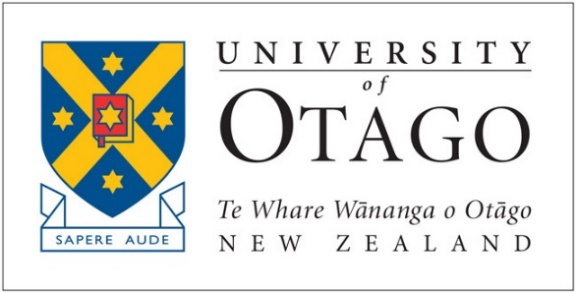 UNIVERSITY
of
OTAGO
Te Whare Wānanga o Otāgo
NEW ZEALAND
SAPERE AUDE